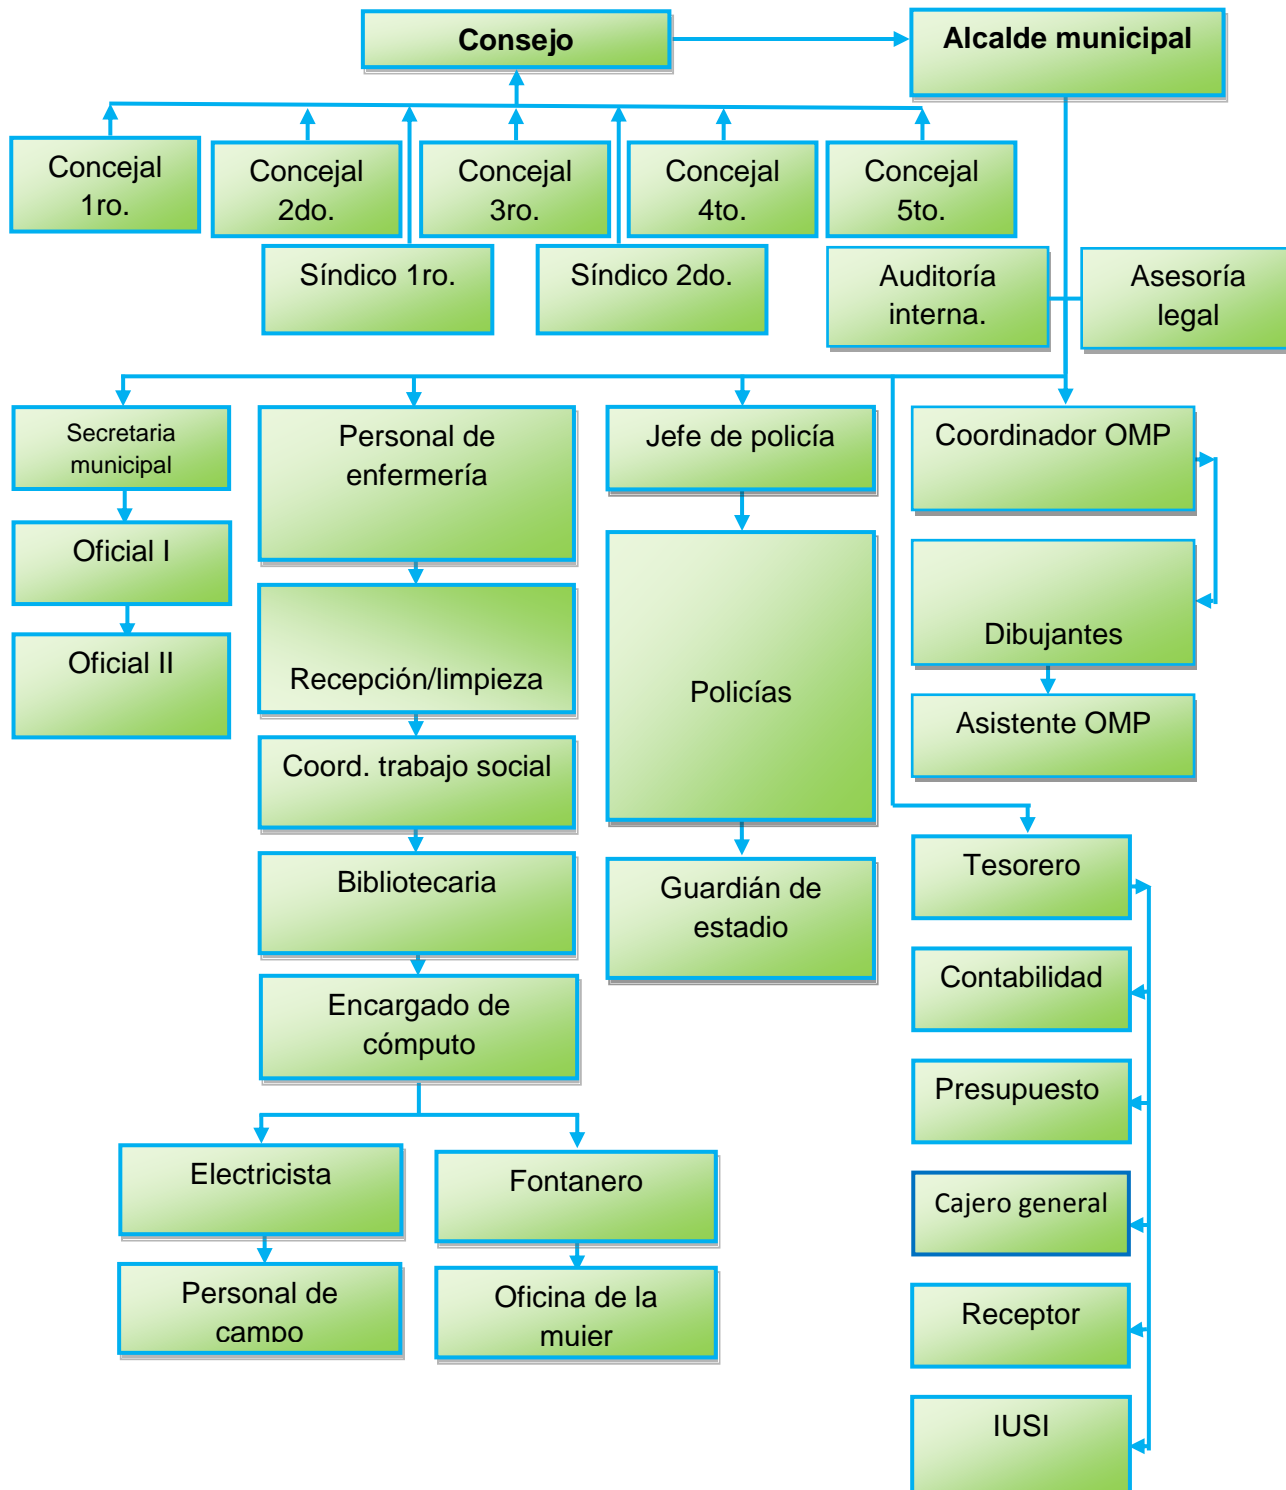 Consejo
Alcalde municipal
Concejal
1ro.
Concejal
2do.
Concejal
3ro.
Concejal
4to.
Concejal
5to.
Síndico 1ro.
Síndico 2do.
Auditoría
interna.
Asesoría
legal
Secretaria
municipal
Oficial I
Oficial II
Personal de
enfermería
Recepción/limpieza
Coord. trabajo social
Bibliotecaria
Encargado de
cómputo
Electricista
Personal de
campo
Fontanero
Oficina de la
mujer
Jefe de policía
Policías
Guardián de
estadio
Coordinador OMP
Dibujantes
Asistente OMP
Tesorero
Contabilidad
Presupuesto
Cajero general
Receptor
IUSI